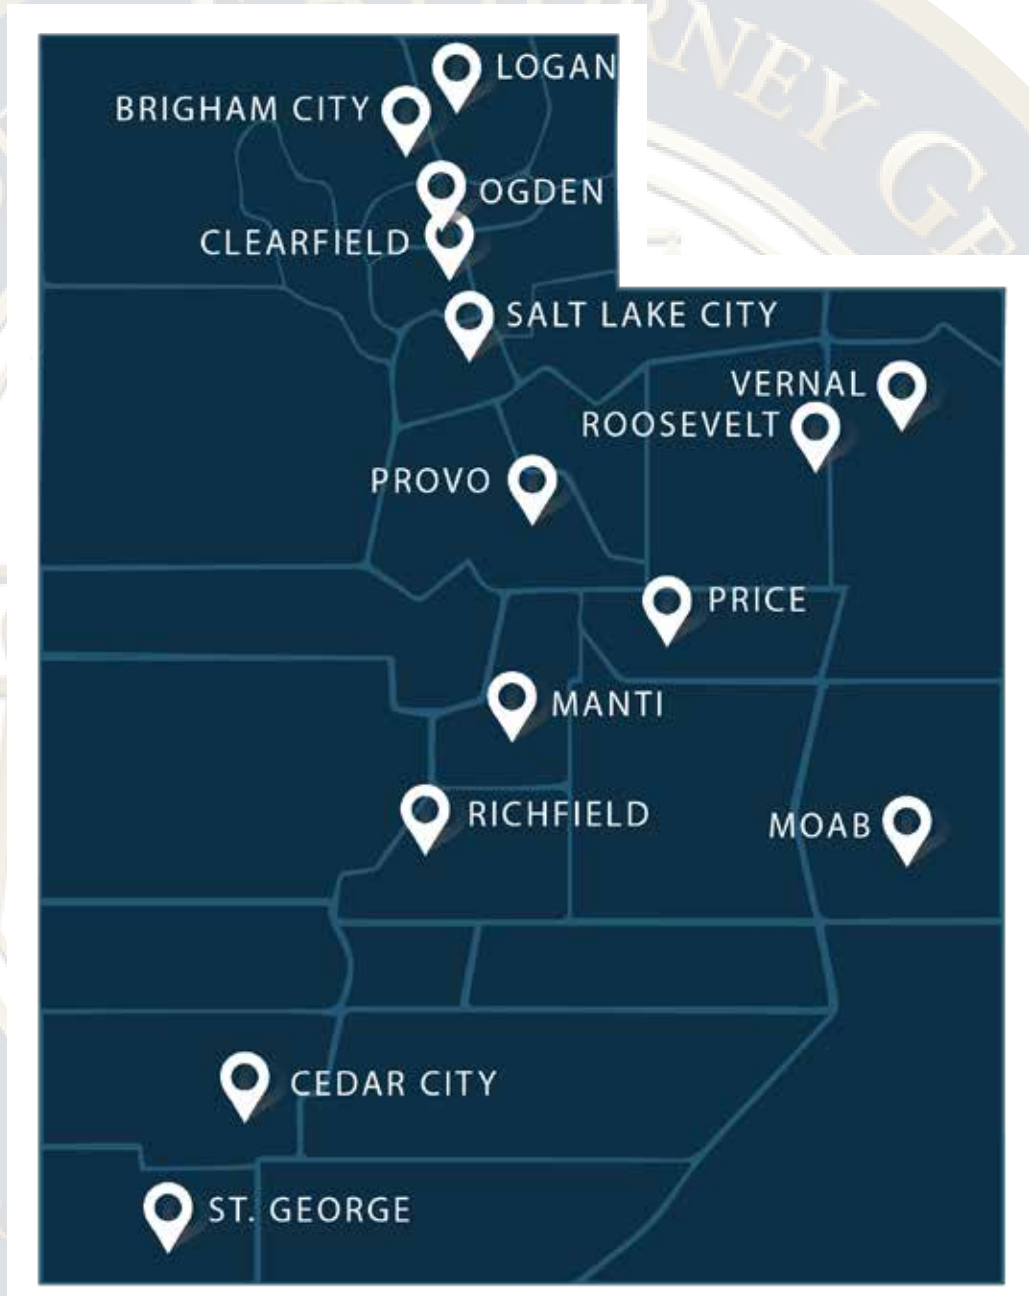 LOGAN
BRIGHAM CITY
OGDEN
CLEARFIELD
SALT LAKE CITY
VERNAL
ROOSEVELT
PROVO
PRICE
MANTI
RICHFIELD
MOAB
CEDAR CITY
ST. GEORGE